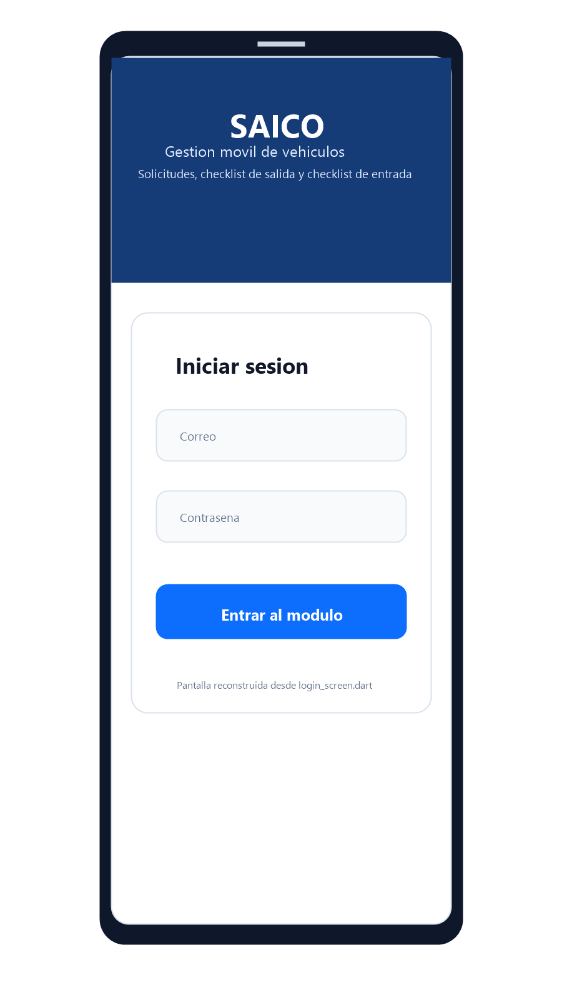 SAICO
Gestion movil de vehiculos
Solicitudes, checklist de salida y checklist de entrada
Iniciar sesion
Correo
Contrasena
Entrar al modulo
Pantalla reconstruida desde login_screen.dart